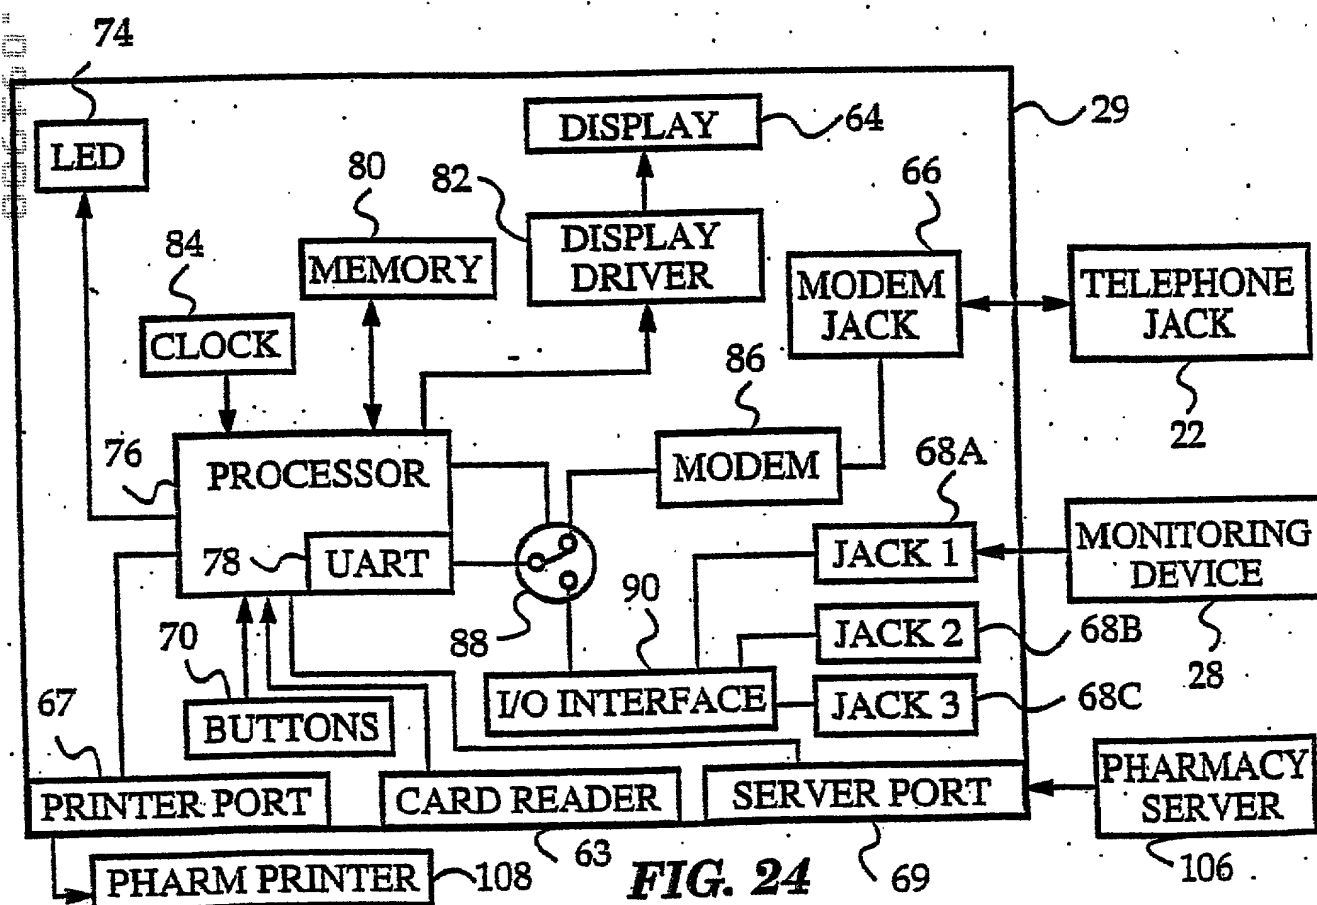 74
LED
DISPLAY
64
29
80
82
66
MEMORY
DISPLAY
DRIVER
84
CLOCK
MODEM
JACK
TELEPHONE
JACK
22
86
76
PROCESSOR
MODEM
68A
78
UART
JACK 1
MONITORING
DEVICE
28
88
90
70
JACK 2
68B
I/O INTERFACE
JACK 3
68C
67
BUTTONS
PRINTER PORT
CARD READER
SERVER PORT
PHARMACY
SERVER
106
63
69
PHARM PRINTER
108
FIG. 24